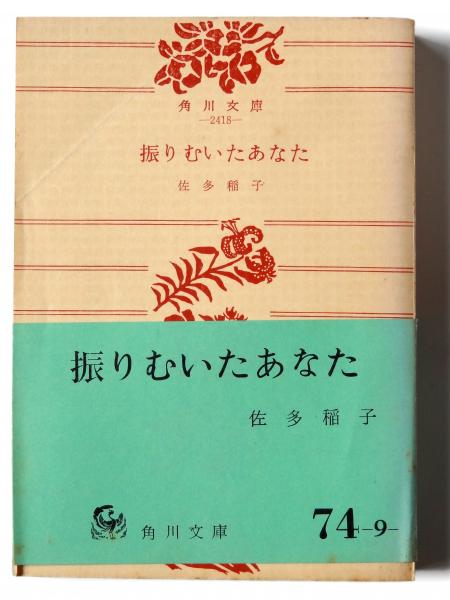 角川文庫
—2418—
振りむいたあなた
佐多稲子
振りむいたあなた
佐多稲子
角川文庫
74-9-